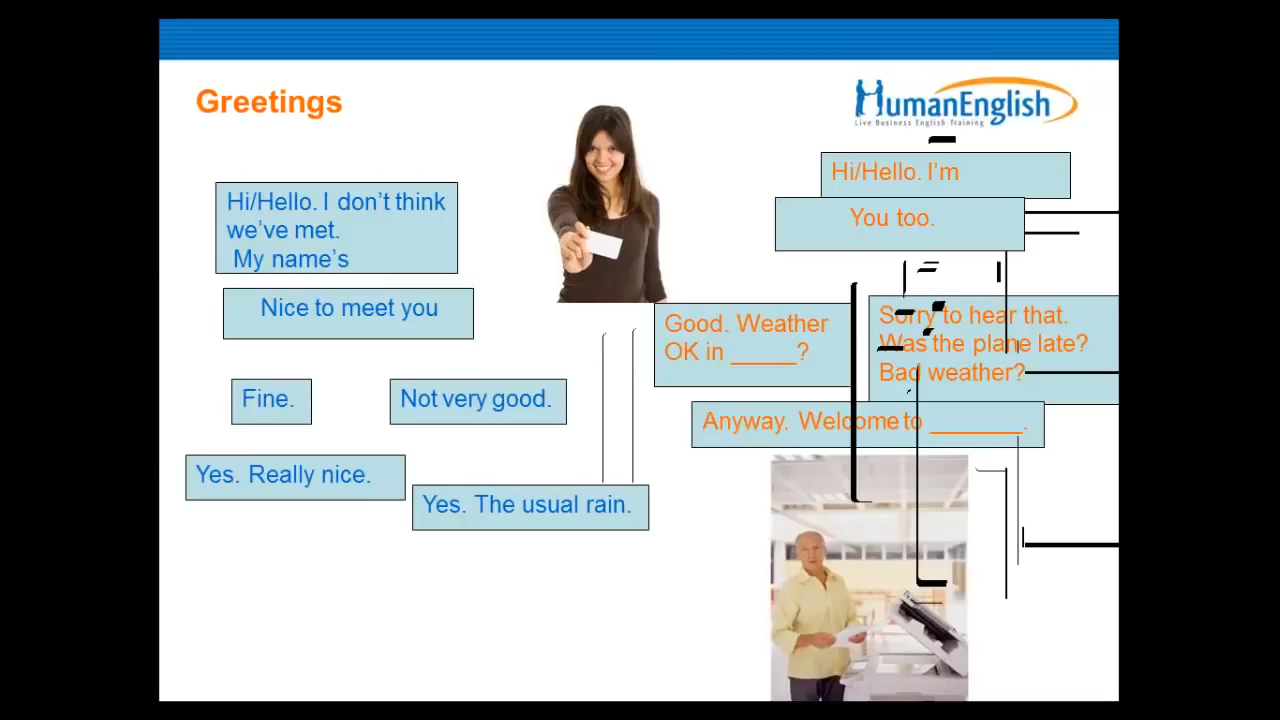 Greetings
HumanEnglish
Live Business English Training
Hi/Hello. I'm
You too.
Hi/Hello. I don't think
we've met.
My name's
Nice to meet you
Good. Weather
OK in _____?
Sorry to hear that.
Was the plane late?
Bad weather?
Fine.
Not very good.
Anyway. Welcome to _______.
Yes. Really nice.
Yes. The usual rain.